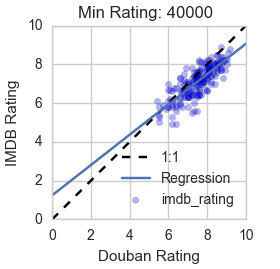 Min Rating: 40000
10
8
6
4
2
0
IMDB Rating
1:1
Regression
imdb_rating
0 2 4 6 8 10
Douban Rating